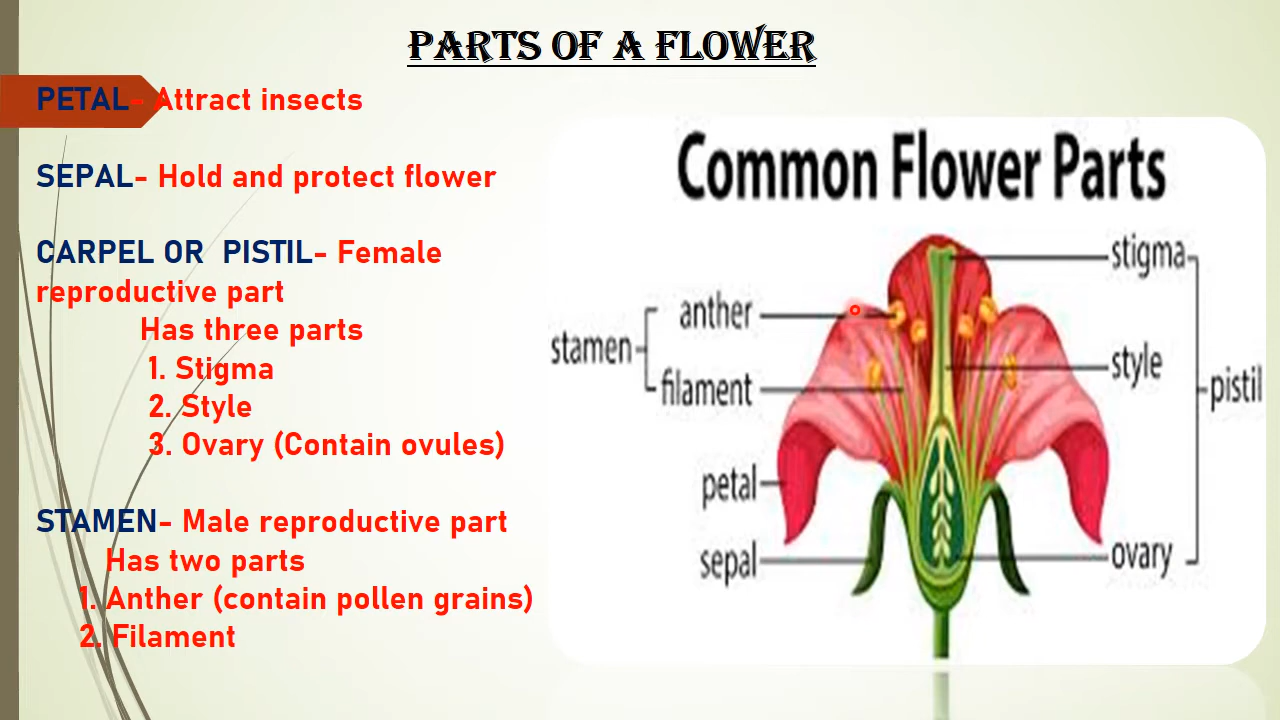 PARTS OF A FLOWER
PETAL- Attract insects
SEPAL- Hold and protect flower
CARPEL OR PISTIL- Female
reproductive part
Has three parts
1. Stigma
2. Style
3. Ovary (Contain ovules)
STAMEN- Male reproductive part
Has two parts
1. Anther (contain pollen grains)
2. Filament
Common Flower Parts
stigma
anther
stamen
style
filament
pistil
petal
sepal
ovary